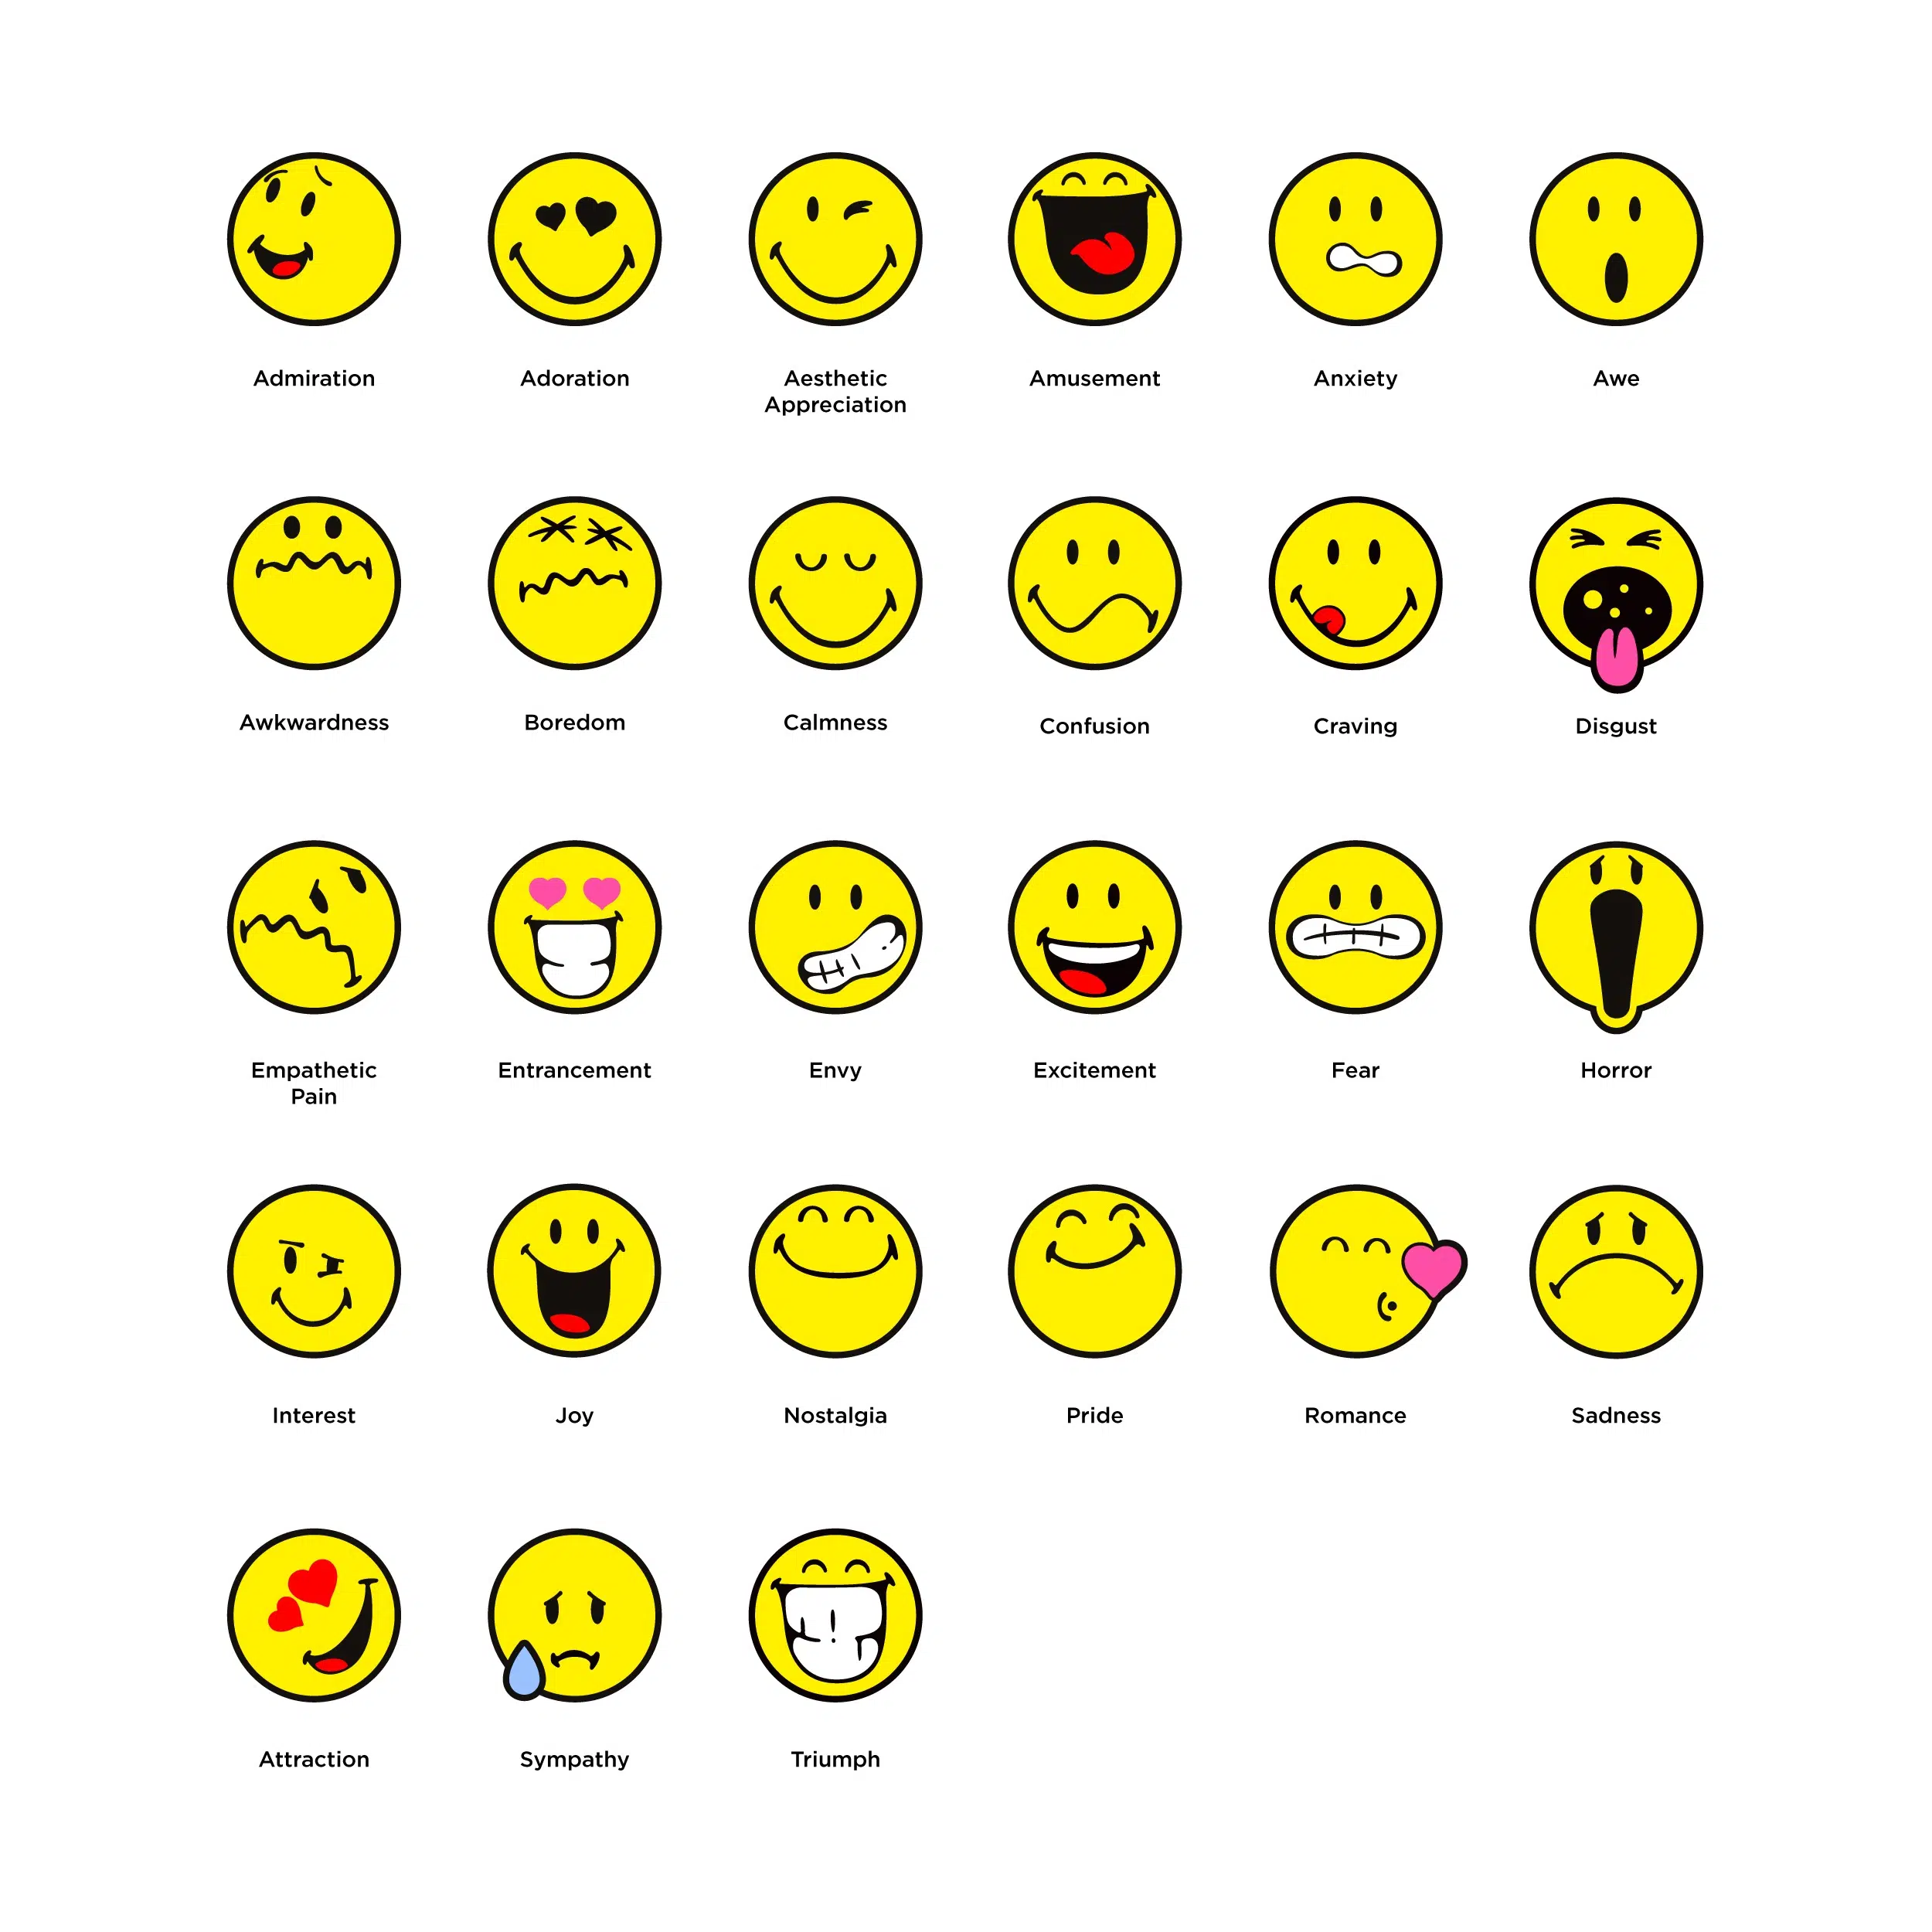 Admiration
Adoration
Aesthetic
Appreciation
Amusement
Anxiety
Awe
Awkwardness
Boredom
Calmness
Confusion
Craving
Disgust
Empathetic
Pain
Entrancement
Envy
Excitement
Fear
Horror
Interest
Joy
Nostalgia
Pride
Romance
Sadness
Attraction
Sympathy
Triumph